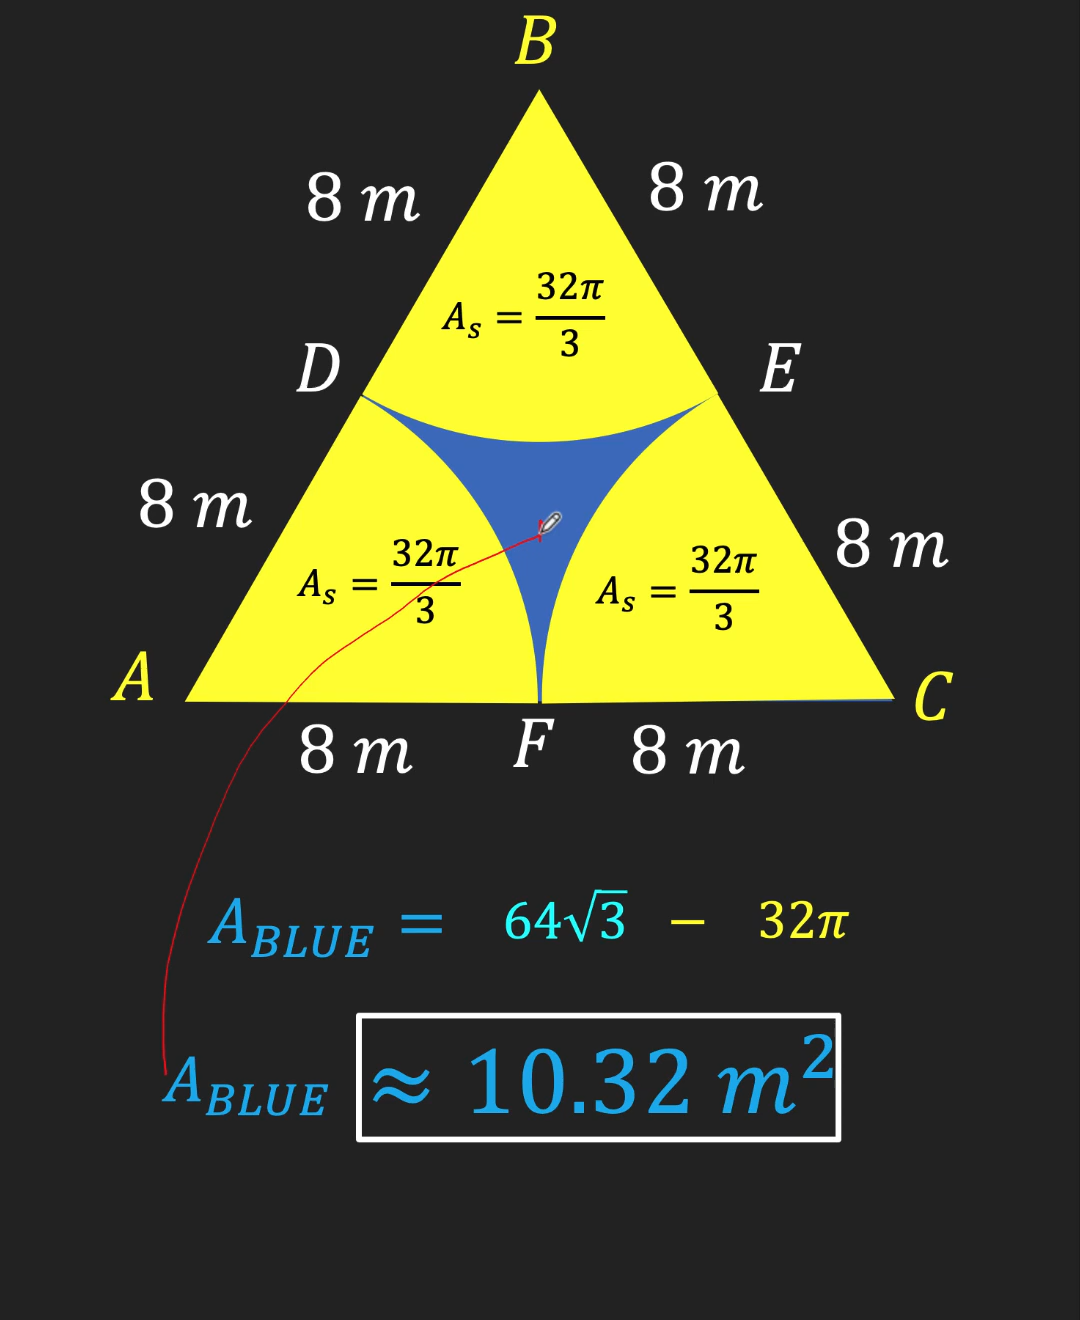 B
8 m
8 m
A_s = 32π/3
D
E
8 m
8 m
A_s = 32π/3
A_s = 32π/3
A
C
8 m
F
8 m
A_BLUE = 64√3 − 32π
A_BLUE ≈ 10.32 m²